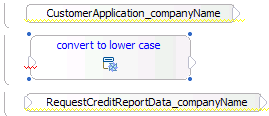 CustomerApplication_companyName
convert to lower case
RequestCreditReportData_companyName